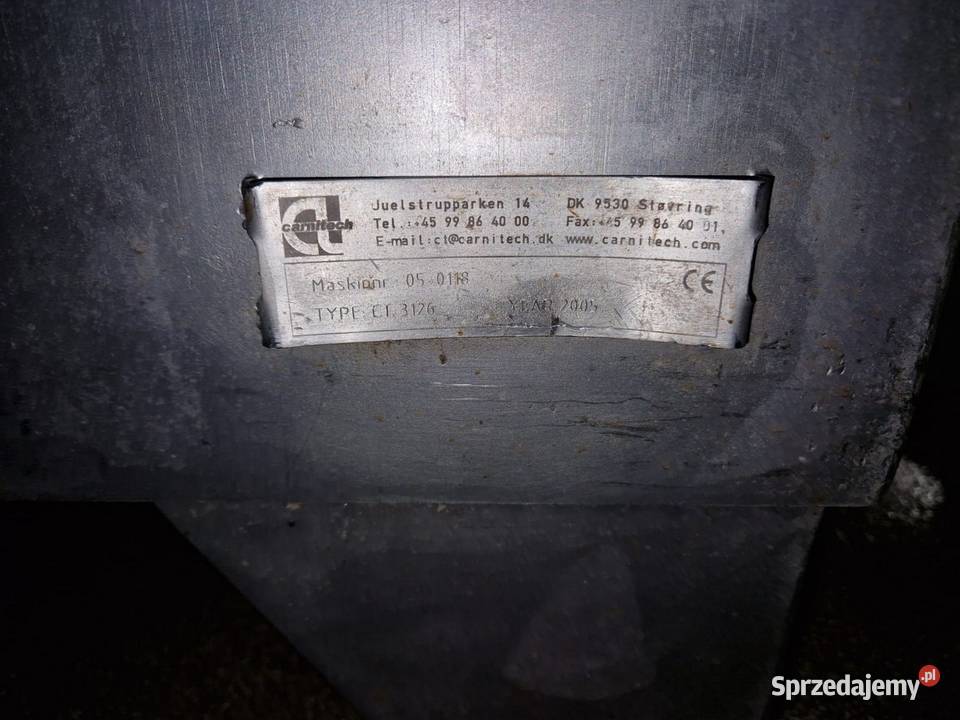 carnitech
Juelstrupparken 14 DK 9530 Støvring
Tel.:+45 99 86 40 00 Fax:+45 99 86 40 01,
E-mail:ct@carnitech.dk www.carnitech.com
Maskinnr 05-0118 CE
TYPE: CT 3126 YEAR 2005
Sprzedajemy.pl